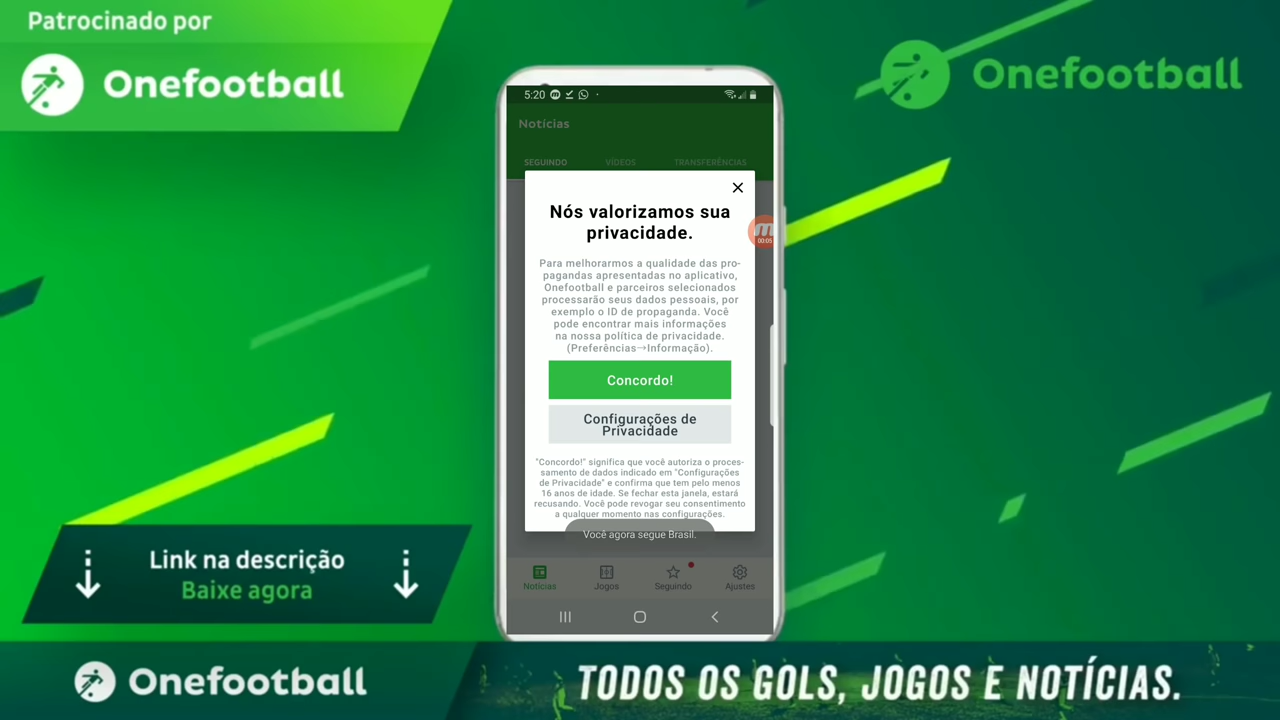 Patrocinado por
Onefootball
Onefootball
5:20
Notícias
SEGUINDO
VÍDEOS
TRANSFERÊNCIAS
Nós valorizamos sua
privacidade.
00:05
Para melhorarmos a qualidade das pro-
pagandas apresentadas no aplicativo,
Onefootball e parceiros selecionados
processarão seus dados pessoais, por
exemplo o ID de propaganda. Você
pode encontrar mais informações
na nossa política de privacidade.
(Preferências→Informação).
Concordo!
Configurações de
Privacidade
"Concordo!" significa que você autoriza o proces-
samento de dados indicado em "Configurações
de Privacidade" e confirma que tem pelo menos
16 anos de idade. Se fechar esta janela, estará
recusando. Você pode revogar seu consentimento
a qualquer momento nas configurações.
Você agora segue Brasil.
Notícias
Jogos
Seguindo
Ajustes
Link na descrição
Baixe agora
Onefootball
TODOS OS GOLS, JOGOS E NOTÍCIAS.